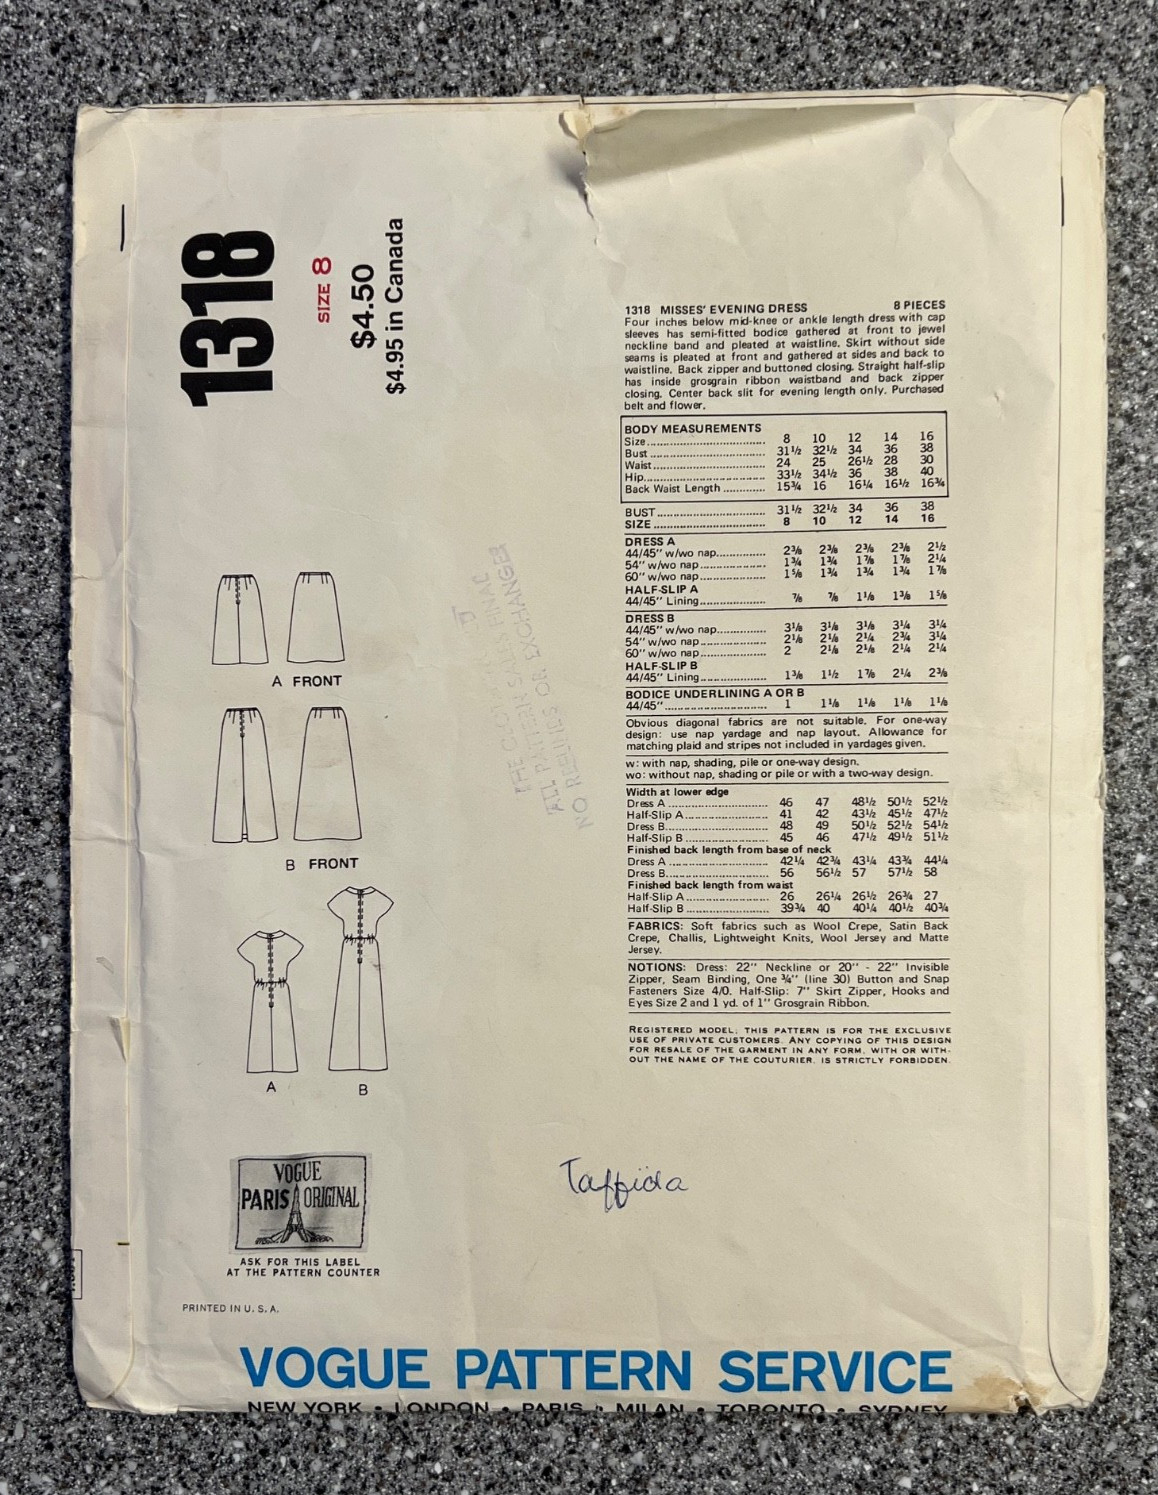 1318
SIZE 8
$4.50
$4.95 in Canada
1318 MISSES' EVENING DRESS 8 PIECES
Four inches below mid-knee or ankle length dress with cap
sleeves has semi-fitted bodice gathered at front to jewel
neckline band and pleated at waistline. Skirt without side
seams is pleated at front and gathered at sides and back to
waistline. Back zipper and buttoned closing. Straight half-slip
has inside grosgrain ribbon waistband and back zipper
closing. Center back slit for evening length only. Purchased
belt and flower.
BODY MEASUREMENTS
Size 8 10 12 14 16
Bust 31½ 32½ 34 36 38
Waist 24 25 26½ 28 30
Hip 33½ 34½ 36 38 40
Back Waist Length 15¾ 16 16¼ 16½ 16¾
BUST 31½ 32½ 34 36 38
SIZE 8 10 12 14 16
DRESS A
44/45" w/wo nap 2⅜ 2⅜ 2⅜ 2⅜ 2½
54" w/wo nap 1¾ 1¾ 1⅞ 1⅞ 2¼
60" w/wo nap 1⅝ 1¾ 1¾ 1¾ 1⅞
HALF-SLIP A
44/45" Lining ⅞ ⅞ 1⅛ 1⅜ 1⅝
DRESS B
44/45" w/wo nap 3⅛ 3⅛ 3⅛ 3¼ 3¼
54" w/wo nap 2⅛ 2⅛ 2¼ 2¾ 3¼
60" w/wo nap 2 2⅛ 2⅛ 2¼ 2¼
HALF-SLIP B
44/45" Lining 1⅜ 1½ 1⅞ 2¼ 2⅜
BODICE UNDERLINING A OR B
44/45" 1 1⅛ 1⅛ 1⅛ 1⅛
Obvious diagonal fabrics are not suitable. For one-way
design: use nap yardage and nap layout. Allowance for
matching plaid and stripes not included in yardages given.
w: with nap, shading, pile or one-way design.
wo: without nap, shading or pile or with a two-way design.
Width at lower edge
Dress A 46 47 48½ 50½ 52½
Half-Slip A 41 42 43½ 45½ 47½
Dress B 48 49 50½ 52½ 54½
Half-Slip B 45 46 47½ 49½ 51½
Finished back length from base of neck
Dress A 42¼ 42¾ 43¼ 43¾ 44¼
Dress B 56 56½ 57 57½ 58
Finished back length from waist
Half-Slip A 26 26¼ 26½ 26¾ 27
Half-Slip B 39¾ 40 40¼ 40½ 40¾
FABRICS: Soft fabrics such as Wool Crepe, Satin Back
Crepe, Challis, Lightweight Knits, Wool Jersey and Matte
Jersey.
NOTIONS: Dress: 22" Neckline or 20" - 22" Invisible
Zipper, Seam Binding, One ¾" (line 30) Button and Snap
Fasteners Size 4/0. Half-Slip: 7" Skirt Zipper, Hooks and
Eyes Size 2 and 1 yd. of 1" Grosgrain Ribbon.
REGISTERED MODEL; THIS PATTERN IS FOR THE EXCLUSIVE
USE OF PRIVATE CUSTOMERS. ANY COPYING OF THIS DESIGN
FOR RESALE OF THE GARMENT IN ANY FORM, WITH OR WITH-
OUT THE NAME OF THE COUTURIER, IS STRICTLY FORBIDDEN.
ALL PATTERN SALES FINAL
NO REFUNDS OR EXCHANGES
A FRONT
B FRONT
A
B
Taffida
VOGUE
PARIS ORIGINAL
ASK FOR THIS LABEL
AT THE PATTERN COUNTER
PRINTED IN U. S. A.
VOGUE PATTERN SERVICE
NEW YORK • LONDON • PARIS • MILAN • TORONTO • SYDNEY